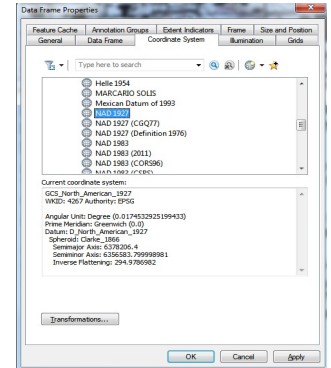 Data Frame Properties
Feature Cache Annotation Groups Extent Indicators Frame Size and Position
General Data Frame Coordinate System Illumination Grids
Type here to search
Helle 1954
MARCARIO SOLIS
Mexican Datum of 1993
NAD 1927
NAD 1927 (CGQ77)
NAD 1927 (Definition 1976)
NAD 1983
NAD 1983 (2011)
NAD 1983 (CORS96)
NAD 1983 (CSRS)
Current coordinate system:
GCS_North_American_1927
WKID: 4267 Authority: EPSG
Angular Unit: Degree (0.0174532925199433)
Prime Meridian: Greenwich (0.0)
Datum: D_North_American_1927
Spheroid: Clarke_1866
Semimajor Axis: 6378206.4
Semiminor Axis: 6356583.799998981
Inverse Flattening: 294.9786982
Transformations...
OK Cancel Apply